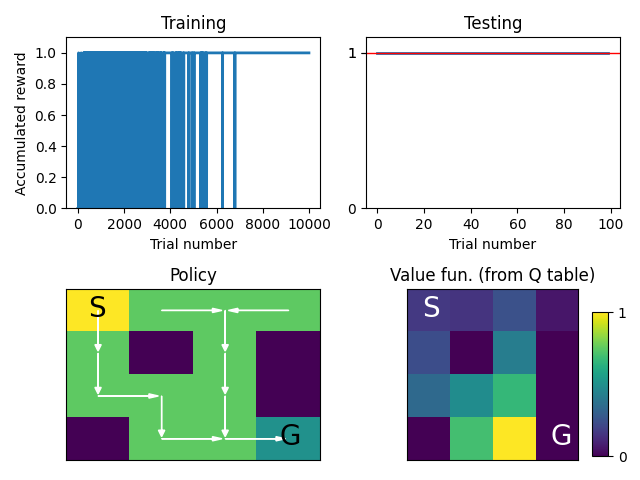 Training
Testing
Accumulated reward
1.0
0.8
0.6
0.4
0.2
0.0
0 2000 4000 6000 8000 10000
Trial number
1
0
0 20 40 60 80 100
Trial number
Policy
Value fun. (from Q table)
S
G
S
G
1
0